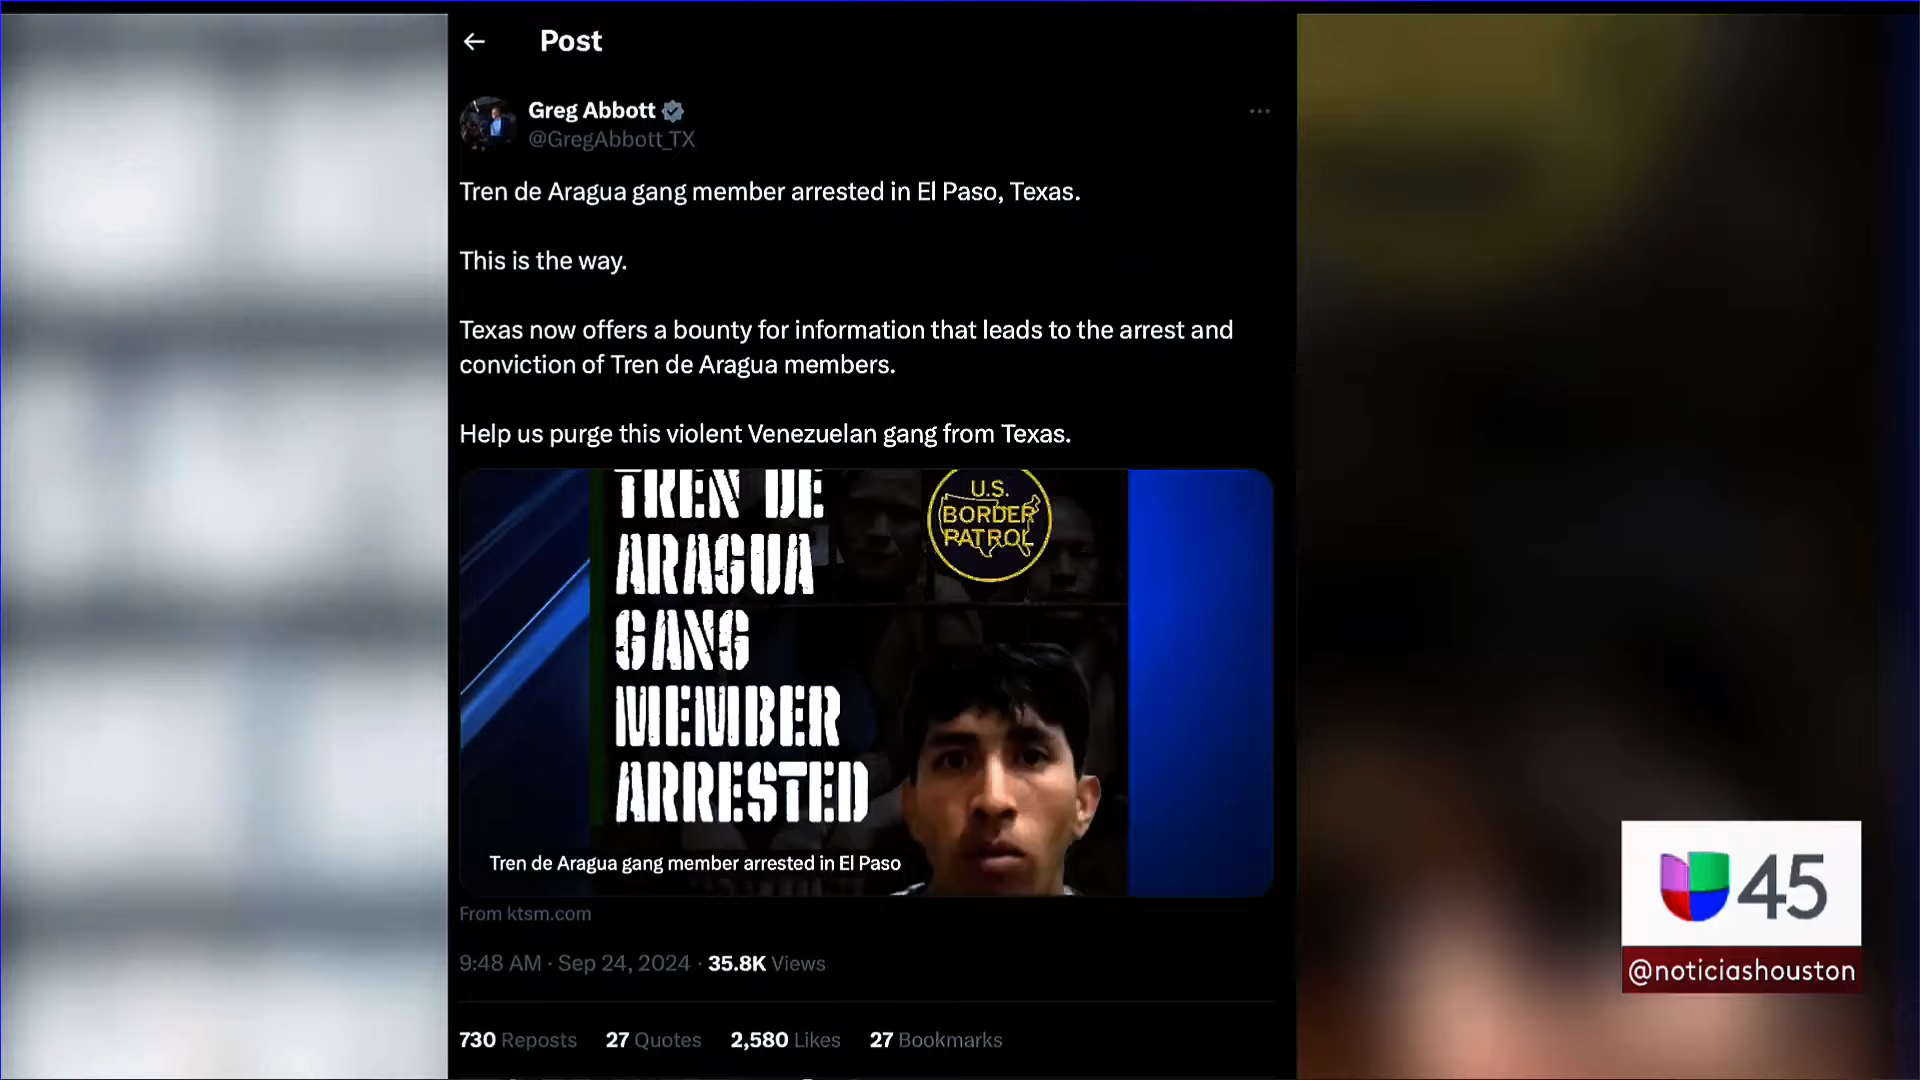 Post
Greg Abbott
@GregAbbott_TX
Tren de Aragua gang member arrested in El Paso, Texas.
This is the way.
Texas now offers a bounty for information that leads to the arrest and
conviction of Tren de Aragua members.
Help us purge this violent Venezuelan gang from Texas.
TREN DE
ARAGUA
GANG
MEMBER
ARRESTED
U.S.
BORDER
PATROL
Tren de Aragua gang member arrested in El Paso
From ktsm.com
9:48 AM · Sep 24, 2024 · 35.8K Views
730 Reposts 27 Quotes 2,580 Likes 27 Bookmarks
45
@noticiashouston